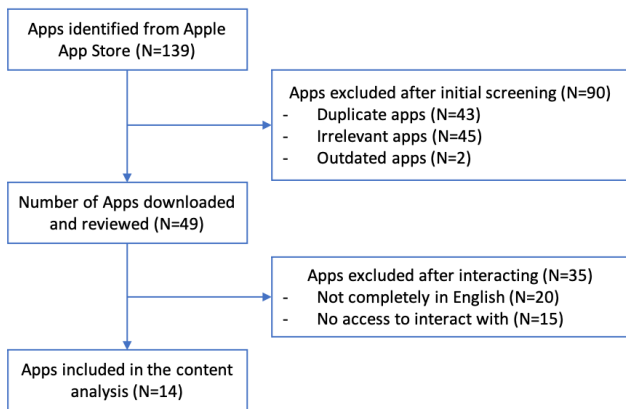 Apps identified from Apple
App Store (N=139)
Apps excluded after initial screening (N=90)
- Duplicate apps (N=43)
- Irrelevant apps (N=45)
- Outdated apps (N=2)
Number of Apps downloaded
and reviewed (N=49)
Apps excluded after interacting (N=35)
- Not completely in English (N=20)
- No access to interact with (N=15)
Apps included in the content
analysis (N=14)